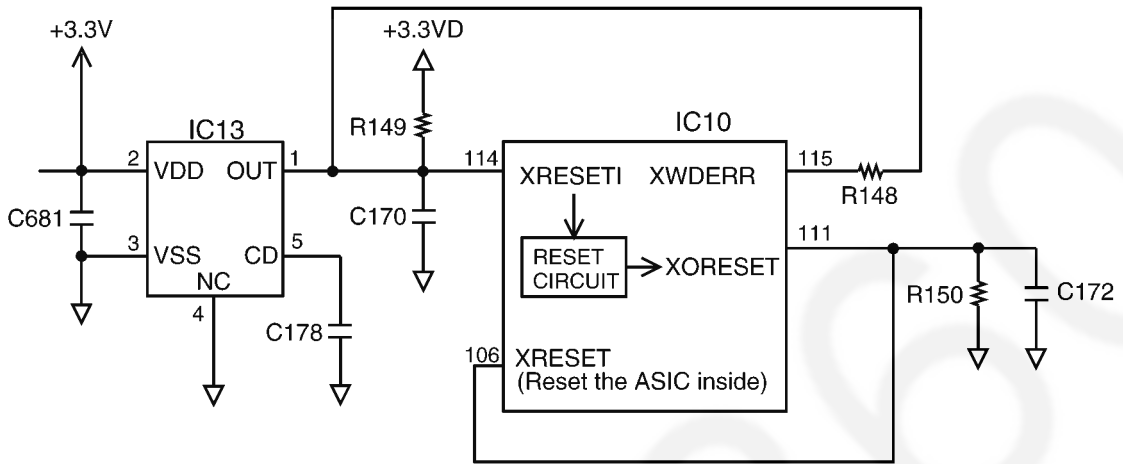 +3.3V
+3.3VD
IC13
R149
IC10
2
VDD
OUT
1
114
XRESETI
XWDERR
115
R148
C681
C170
3
VSS
CD
5
RESET
CIRCUIT
XORESET
111
NC
4
C178
R150
C172
106
XRESET
(Reset the ASIC inside)